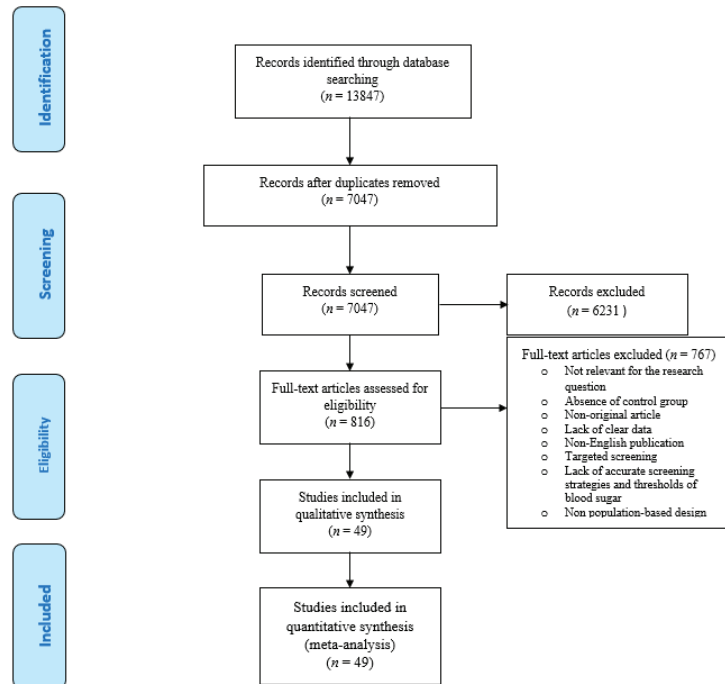 Identification
Records identified through database
searching
(n = 13847)
Records after duplicates removed
(n = 7047)
Screening
Records screened
(n = 7047)
Records excluded
(n = 6231 )
Eligibility
Full-text articles assessed for
eligibility
(n = 816)
Full-text articles excluded (n = 767)
o Not relevant for the research
question
o Absence of control group
o Non-original article
o Lack of clear data
o Non-English publication
o Targeted screening
o Lack of accurate screening
strategies and thresholds of
blood sugar
o Non population-based design
Studies included in
qualitative synthesis
(n = 49)
Included
Studies included in
quantitative synthesis
(meta-analysis)
(n = 49)